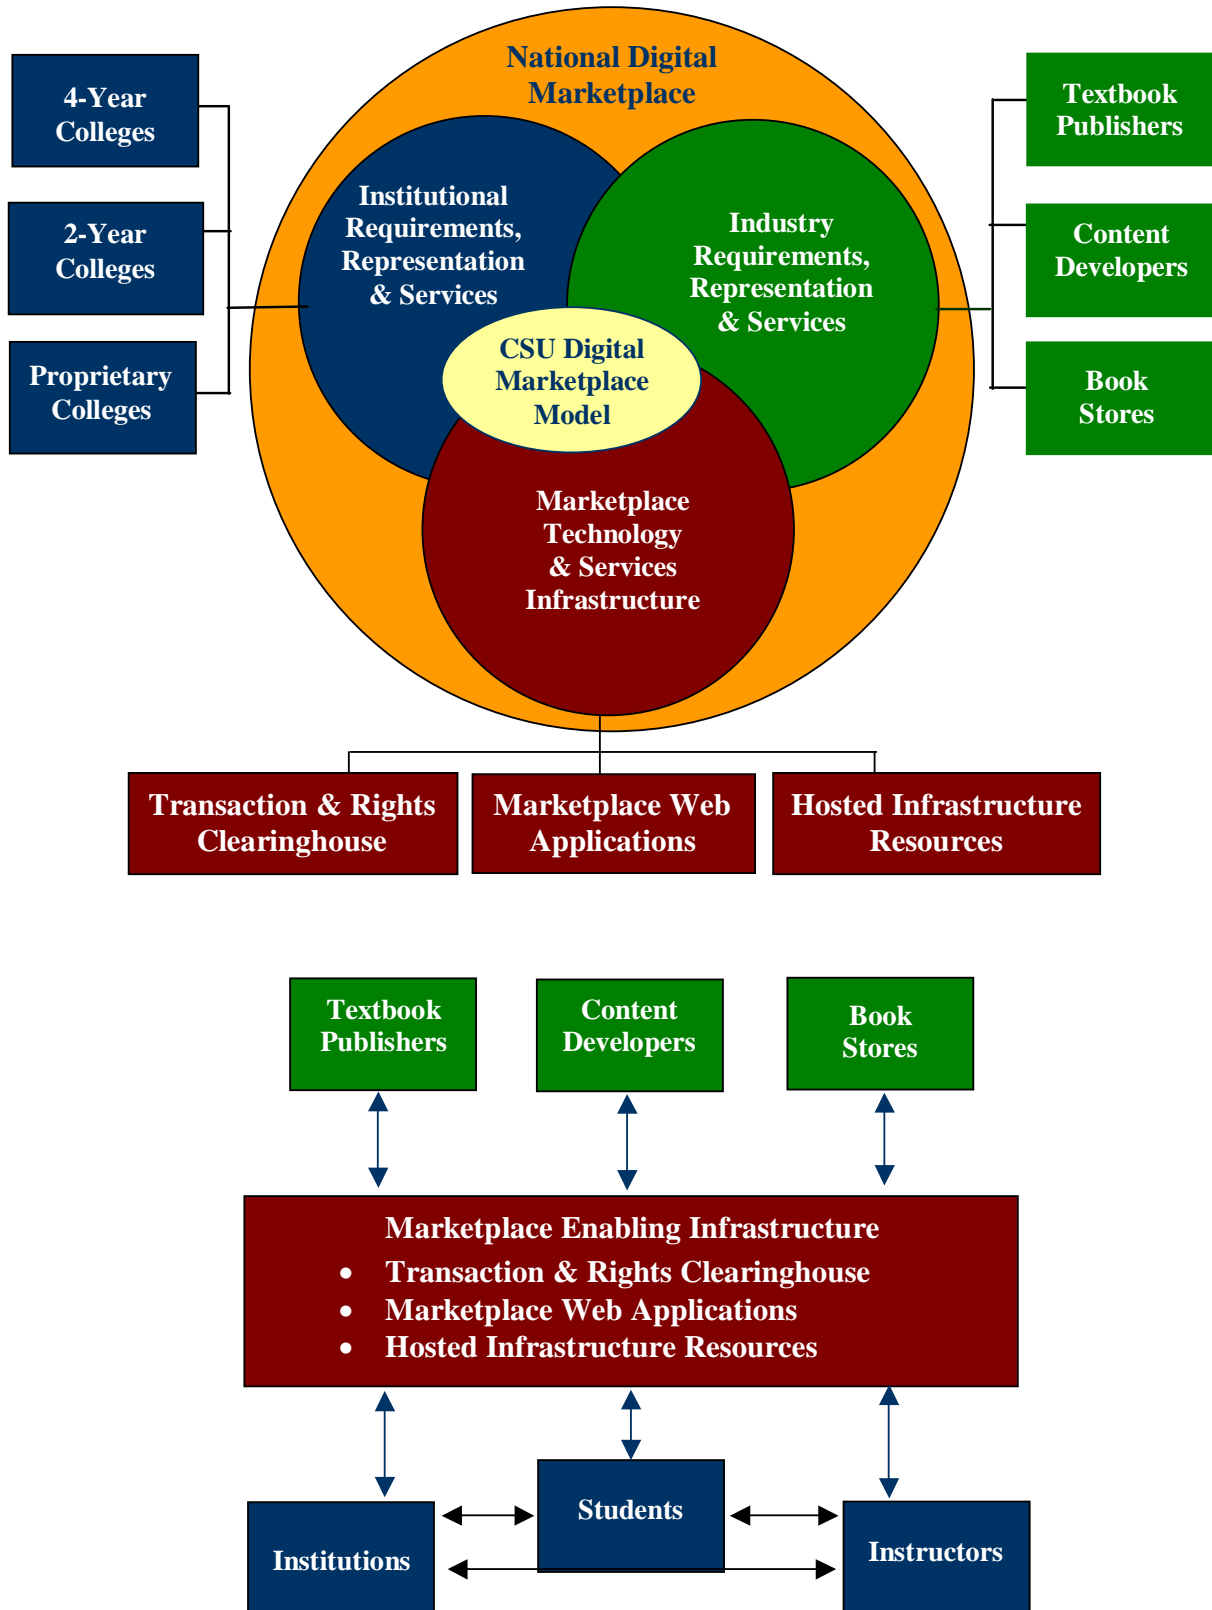 National Digital
Marketplace
4-Year
Colleges
2-Year
Colleges
Proprietary
Colleges
Institutional
Requirements,
Representation
& Services
Industry
Requirements,
Representation
& Services
Textbook
Publishers
Content
Developers
Book
Stores
CSU Digital
Marketplace
Model
Marketplace
Technology
& Services
Infrastructure
Transaction & Rights
Clearinghouse
Marketplace Web
Applications
Hosted Infrastructure
Resources
Textbook
Publishers
Content
Developers
Book
Stores
Marketplace Enabling Infrastructure
• Transaction & Rights Clearinghouse
• Marketplace Web Applications
• Hosted Infrastructure Resources
Institutions
Students
Instructors